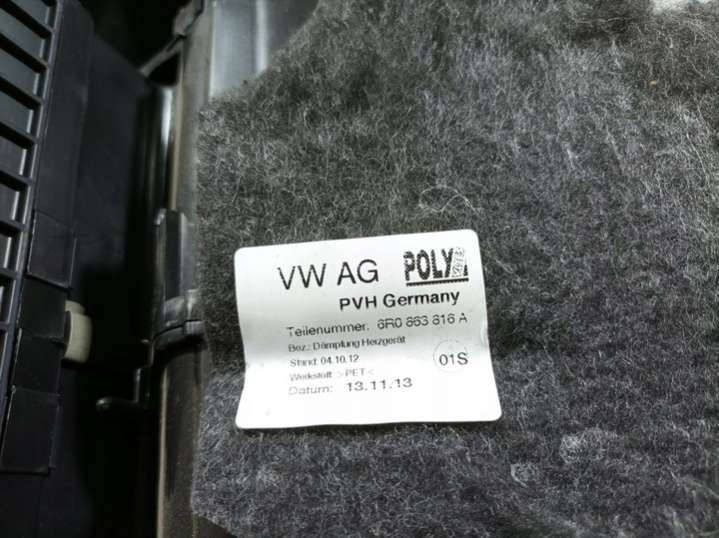 VW AG POLY
PVH Germany
Teilenummer: 6R0 863 816 A
Bez.: Dämpfung Heizgerät
Stand: 04.10.12
01S
Werkstoff: >PET<
Datum: 13.11.13